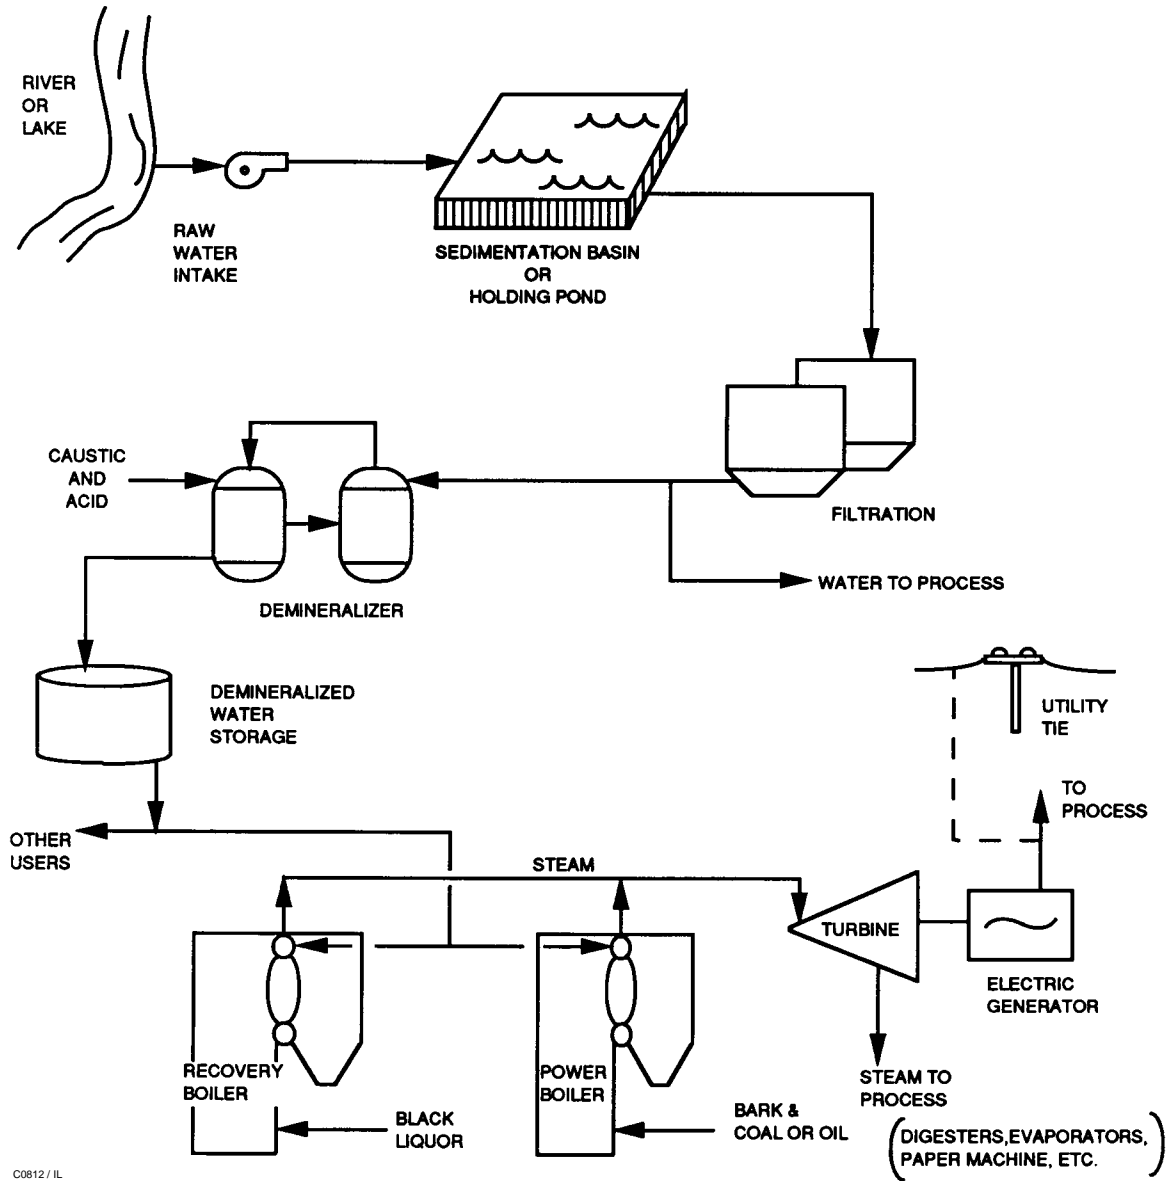 RIVER
OR
LAKE
RAW
WATER
INTAKE
SEDIMENTATION BASIN
OR
HOLDING POND
FILTRATION
CAUSTIC
AND
ACID
DEMINERALIZER
WATER TO PROCESS
DEMINERALIZED
WATER
STORAGE
UTILITY
TIE
TO
PROCESS
OTHER
USERS
STEAM
TURBINE
ELECTRIC
GENERATOR
RECOVERY
BOILER
BLACK
LIQUOR
POWER
BOILER
BARK &
COAL OR OIL
STEAM TO
PROCESS
(DIGESTERS,EVAPORATORS,
PAPER MACHINE, ETC.)
C0812 / IL